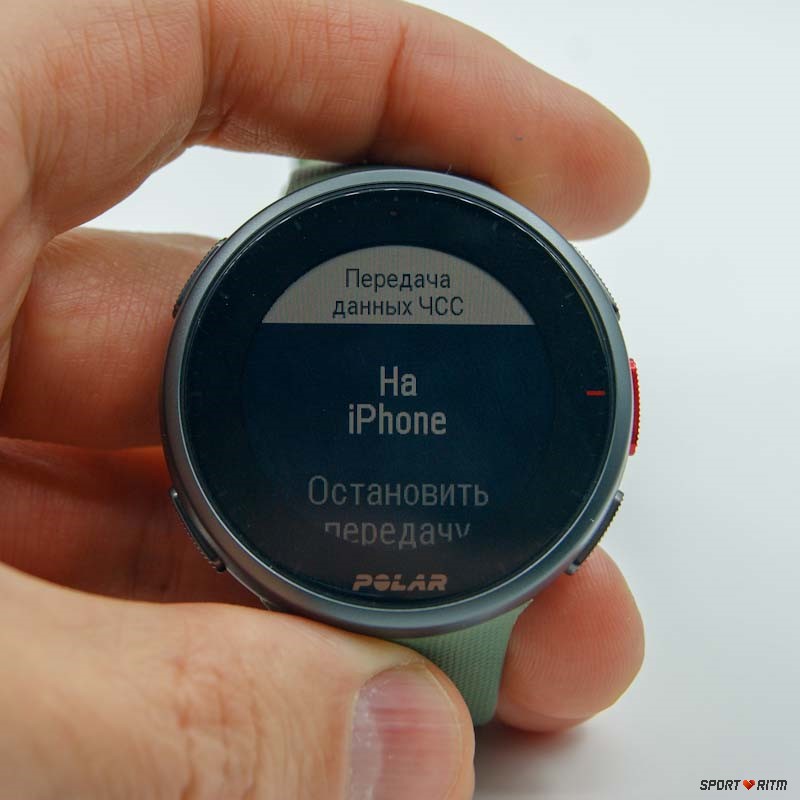 Передача
данных ЧСС
На
iPhone
Остановить
передачу
POLAR
SPORT RITM